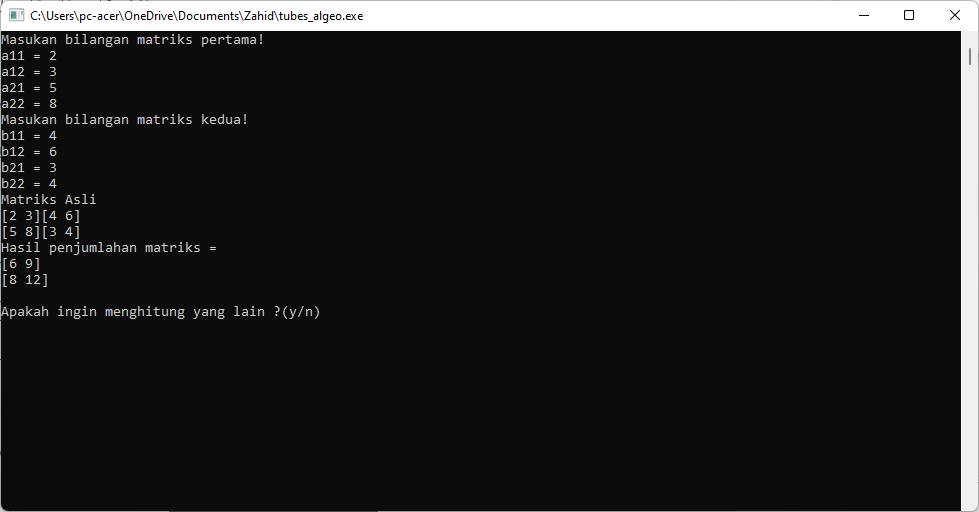 C:\Users\pc-acer\OneDrive\Documents\Zahid\tubes_algeo.exe
Masukan bilangan matriks pertama!
a11 = 2
a12 = 3
a21 = 5
a22 = 8
Masukan bilangan matriks kedua!
b11 = 4
b12 = 6
b21 = 3
b22 = 4
Matriks Asli
[2 3][4 6]
[5 8][3 4]
Hasil penjumlahan matriks =
[6 9]
[8 12]
Apakah ingin menghitung yang lain ?(y/n)